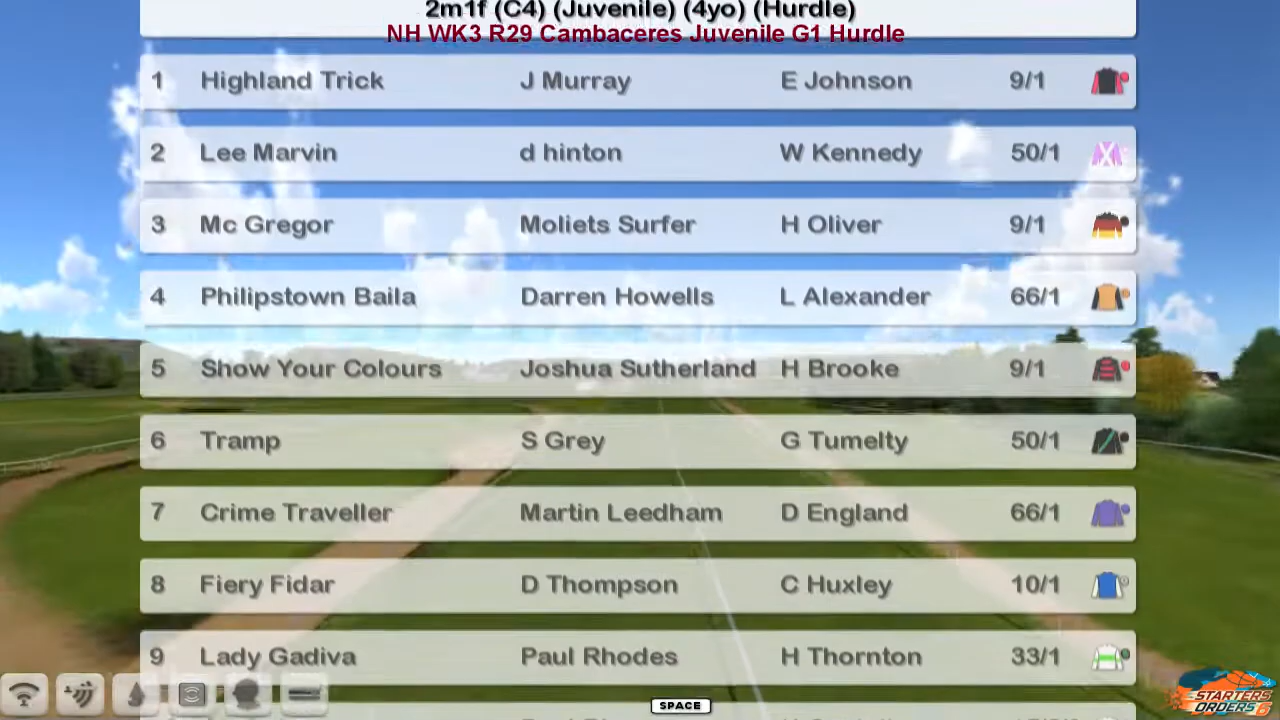 2m1f (C4) (Juvenile) (4yo) (Hurdle)
NH WK3 R29 Cambaceres Juvenile G1 Hurdle
1 Highland Trick J Murray E Johnson 9/1
2 Lee Marvin d hinton W Kennedy 50/1
3 Mc Gregor Moliets Surfer H Oliver 9/1
4 Philipstown Baila Darren Howells L Alexander 66/1
5 Show Your Colours Joshua Sutherland H Brooke 9/1
6 Tramp S Grey G Tumelty 50/1
7 Crime Traveller Martin Leedham D England 66/1
8 Fiery Fidar D Thompson C Huxley 10/1
9 Lady Gadiva Paul Rhodes H Thornton 33/1
SPACE
STARTERS
ORDERS 6